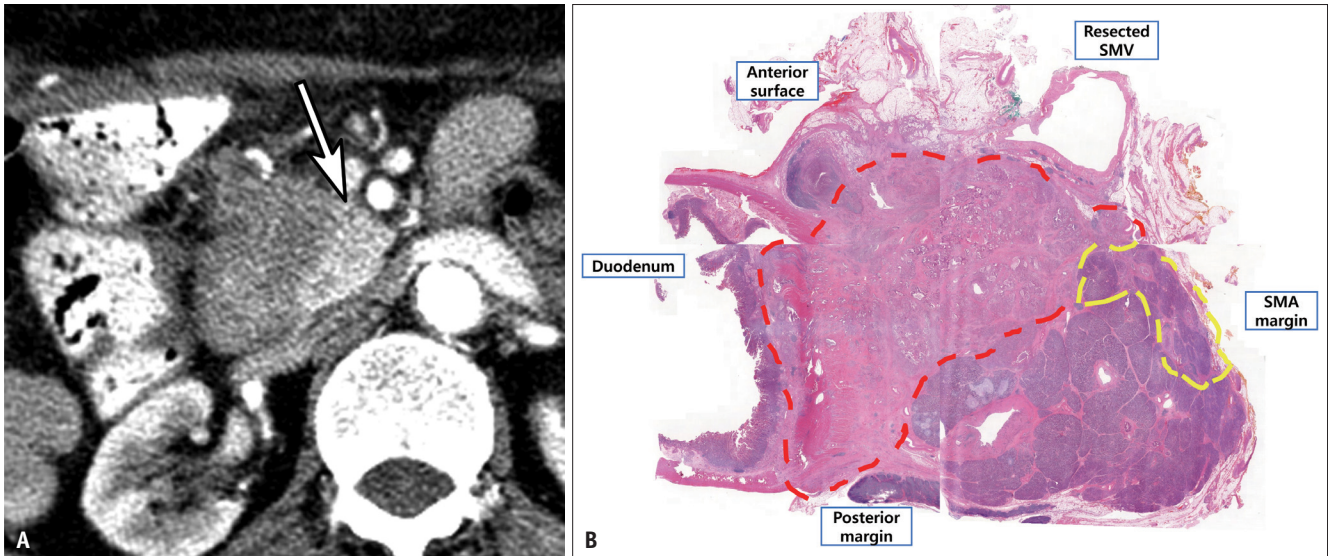 A
B
Anterior
surface
Resected
SMV
Duodenum
SMA
margin
Posterior
margin